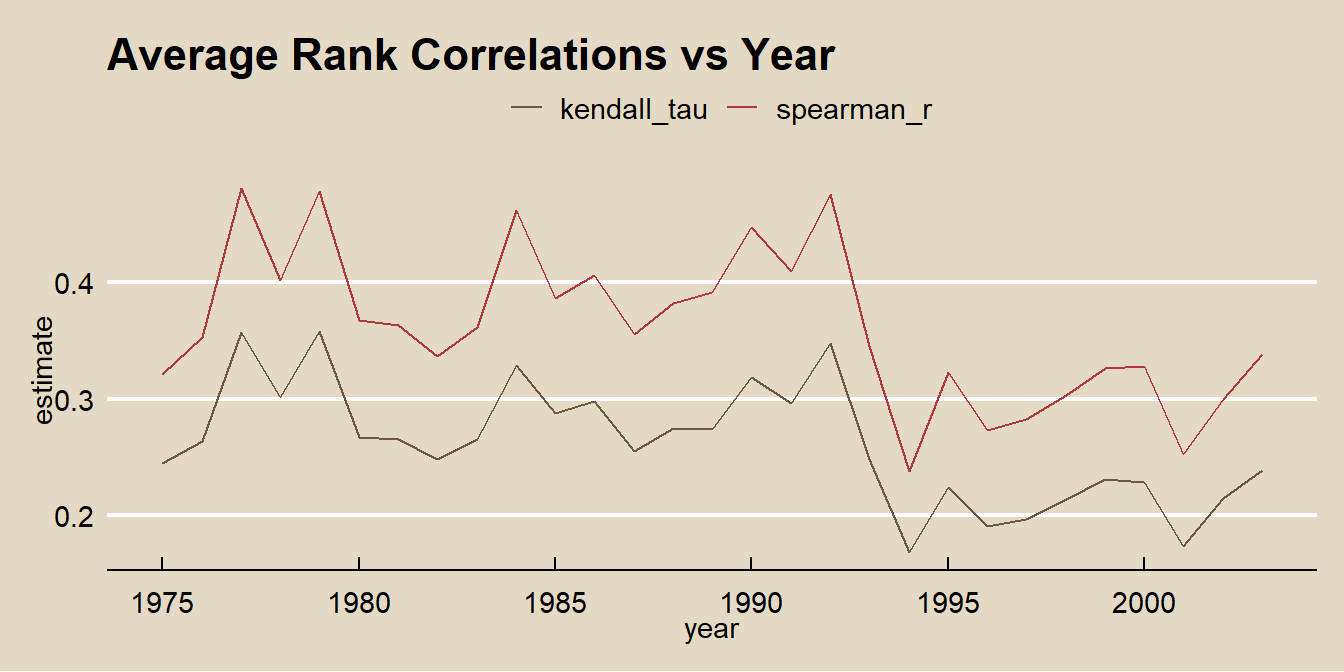 Average Rank Correlations vs Year
kendall_tau spearman_r
estimate
0.4
0.3
0.2
1975 1980 1985 1990 1995 2000
year